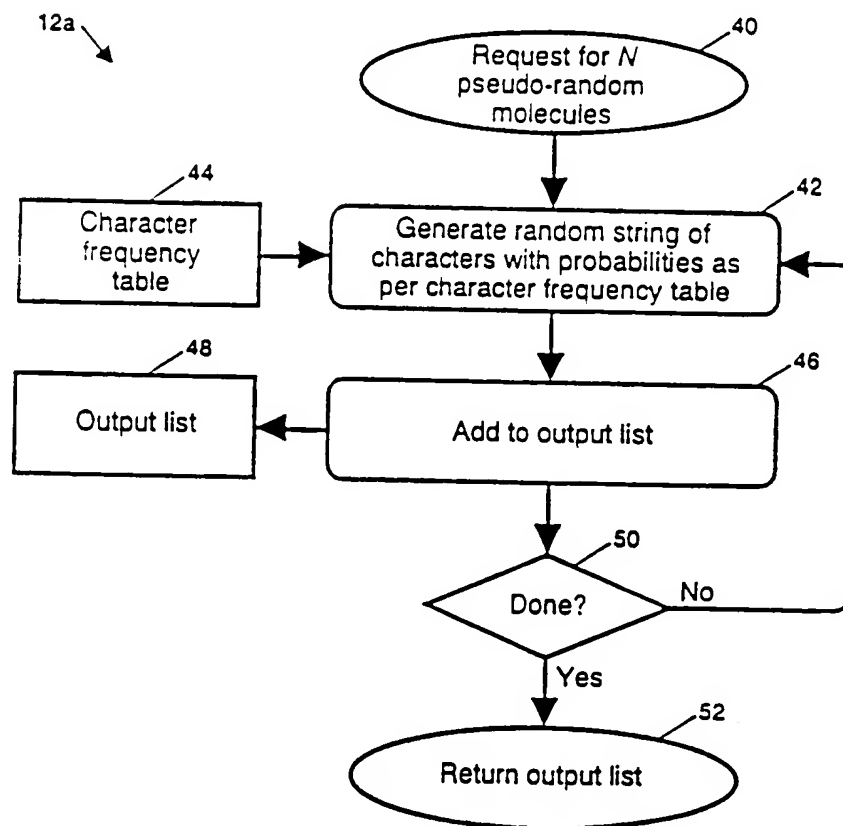 12a
40
Request for N
pseudo-random
molecules
44
Character
frequency
table
42
Generate random string of
characters with probabilities as
per character frequency table
48
Output list
46
Add to output list
50
Done?
No
Yes
52
Return output list